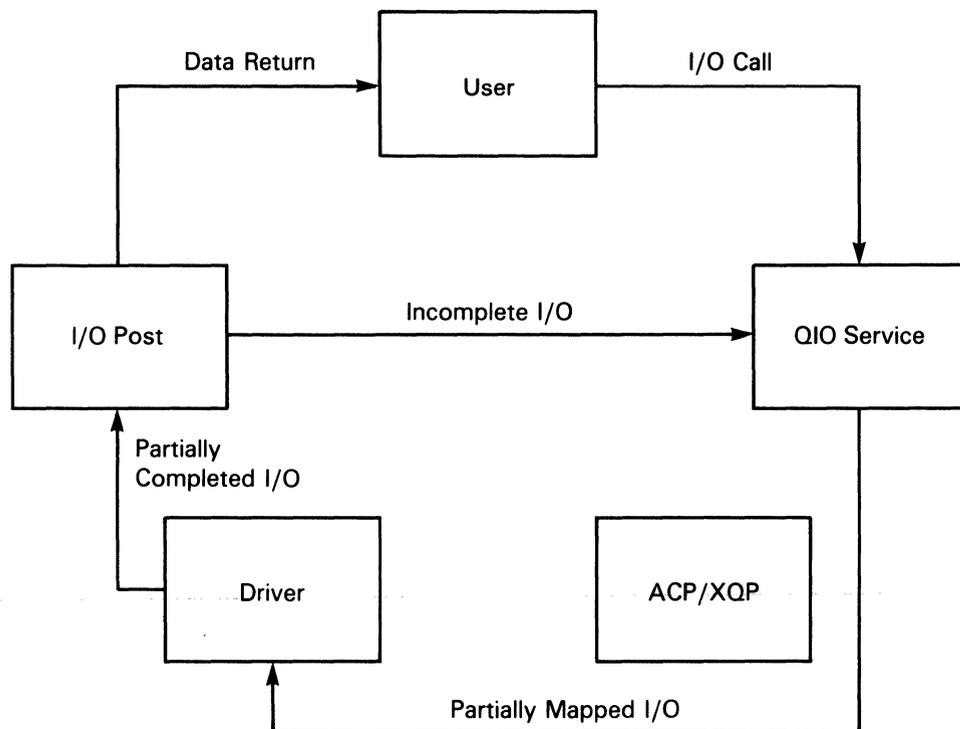 Data Return
I/O Call
User
I/O Post
Incomplete I/O
QIO Service
Partially
Completed I/O
Driver
ACP/XQP
Partially Mapped I/O